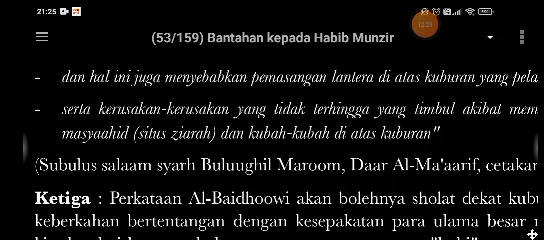 21:25
12:23
(53/159) Bantahan kepada Habib Munzir
- dan hal ini juga menyebabkan pemasangan lantera di atas kuburan yang pela
- serta kerusakan-kerusakan yang tidak terhingga yang timbul akibat mem
masyaahid (situs ziarah) dan kubah-kubah di atas kuburan"
(Subulus salaam syarh Buluughil Maroom, Daar Al-Ma'aarif, cetakan
Ketiga : Perkataan Al-Baidhoowi akan bolehnya sholat dekat kubu
keberkahan bertentangan dengan kesepakatan para ulama besar